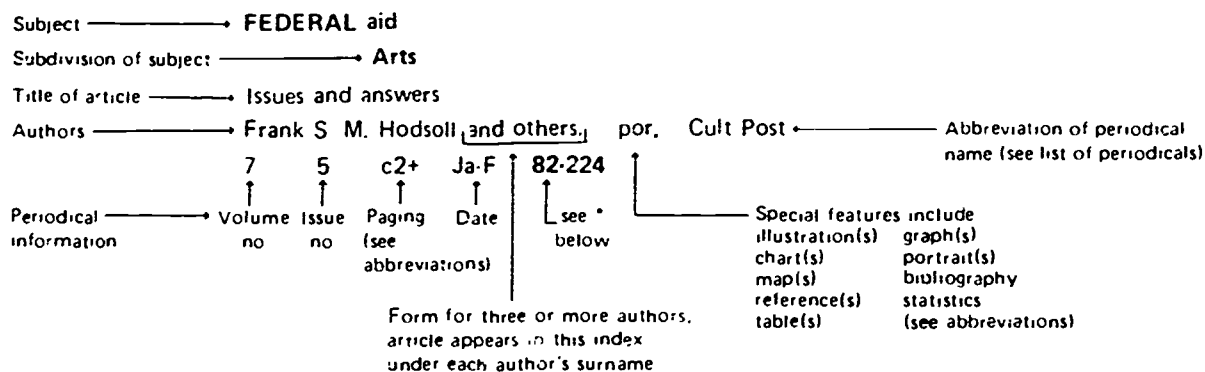 Subject FEDERAL aid
Subdivision of subject Arts
Title of article Issues and answers
Authors Frank S M. Hodsoll and others, por. Cult Post Abbreviation of periodical
name (see list of periodicals)
7 5 c2+ Ja-F 82-224
Periodical information Volume no Issue no Paging (see abbreviations) Date see * below
Special features include
illustration(s) graph(s)
chart(s) portrait(s)
map(s) bibliography
reference(s) statistics
table(s) (see abbreviations)
Form for three or more authors,
article appears in this index
under each author's surname